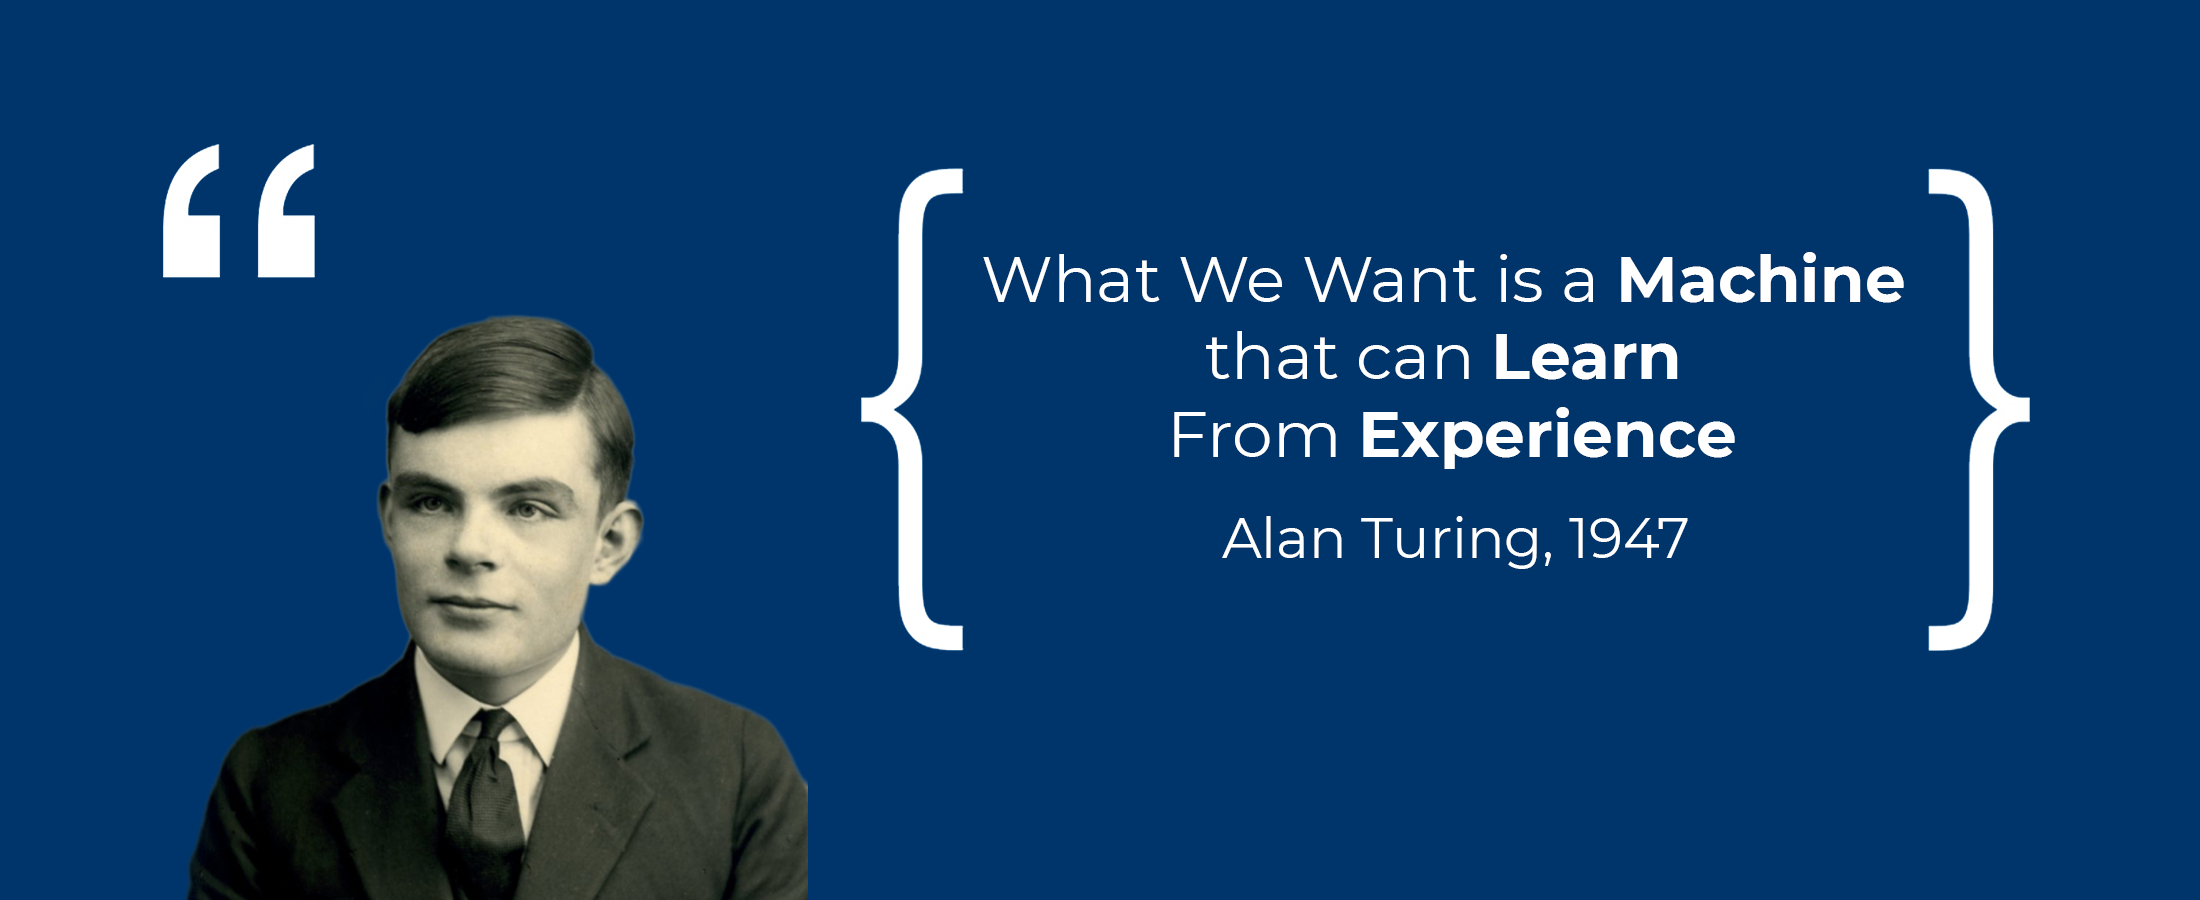 “
What We Want is a Machine
that can Learn
From Experience
Alan Turing, 1947